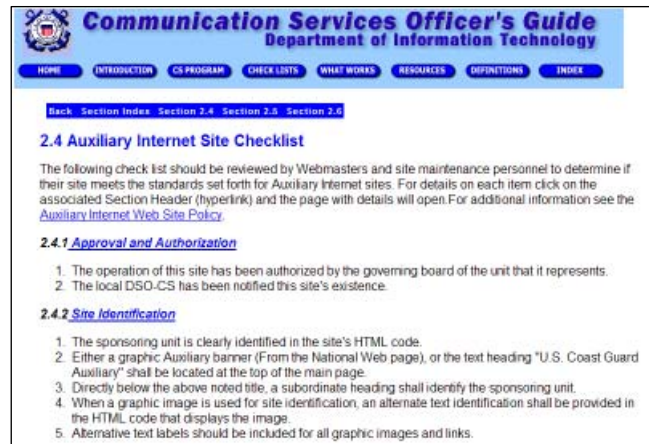 Communication Services Officer's Guide
Department of Information Technology
HOME INTRODUCTION CS PROGRAM CHECK LISTS WHAT WORKS RESOURCES DEFINITIONS INDEX
Back Section Index Section 2.4 Section 2.5 Section 2.6
2.4 Auxiliary Internet Site Checklist
The following check list should be reviewed by Webmasters and site maintenance personnel to determine if
their site meets the standards set forth for Auxiliary Internet sites. For details on each item click on the
associated Section Header (hyperlink) and the page with details will open.For additional information see the
Auxiliary Internet Web Site Policy.
2.4.1 Approval and Authorization
1. The operation of this site has been authorized by the governing board of the unit that it represents.
2. The local DSO-CS has been notified this site's existence.
2.4.2 Site Identification
1. The sponsoring unit is clearly identified in the site's HTML code.
2. Either a graphic Auxiliary banner (From the National Web page), or the text heading "U.S. Coast Guard
Auxiliary" shall be located at the top of the main page.
3. Directly below the above noted title, a subordinate heading shall identify the sponsoring unit.
4. When a graphic image is used for site identification, an alternate text identification shall be provided in
the HTML code that displays the image.
5. Alternative text labels should be included for all graphic images and links.